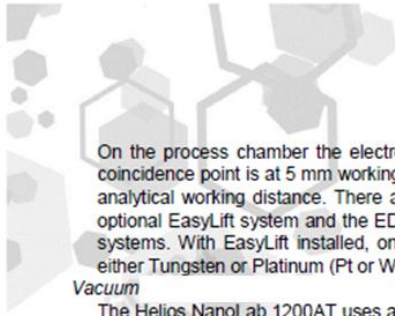 On the process chamber the electr
coincidence point is at 5 mm working
analytical working distance. There a
optional EasyLift system and the ED
systems. With EasyLift installed, on
either Tungsten or Platinum (Pt or W
Vacuum
The Helios NanoLab 1200AT uses a